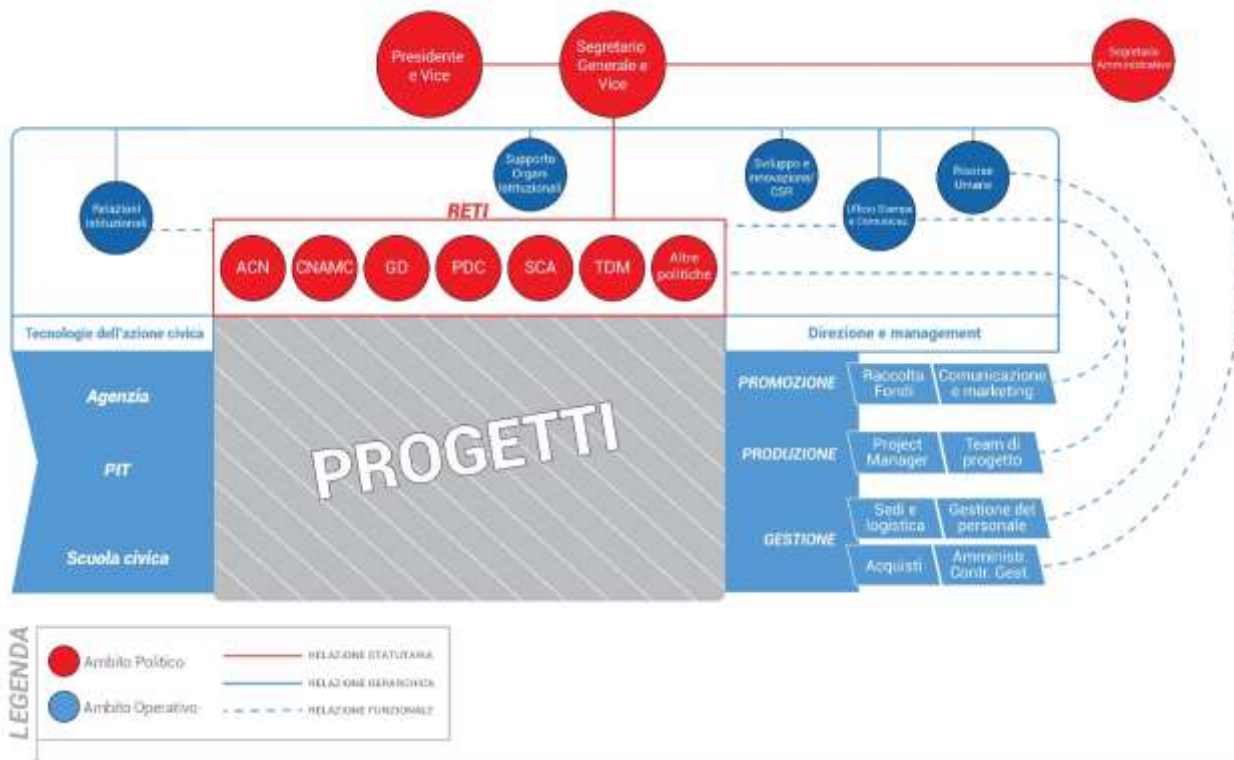 Presidente
e Vice
Segretario
Generale e
Vice
Segretario
Amministrativo
Relazioni
Istituzionali
Supporto
Organi
Istituzionali
Sviluppo e
innovazione/
CSR
Ufficio Stampa
e Comunicaz.
Risorse
Umane
RETI
ACN
CNAMC
GD
PDC
SCA
TDM
Altre
politiche
Tecnologie dell'azione civica
Direzione e management
Agenzia
PIT
Scuola civica
PROGETTI
PROMOZIONE
Raccolta
Fondi
Comunicazione
e marketing
PRODUZIONE
Project
Manager
Team di
progetto
GESTIONE
Sedi e
logistica
Gestione del
personale
Acquisti
Amministr.
Contr. Gest.
LEGENDA
Ambito Politico
Ambito Operativo
RELAZIONE STATUTARIA
RELAZIONE GERARCHICA
RELAZIONE FUNZIONALE